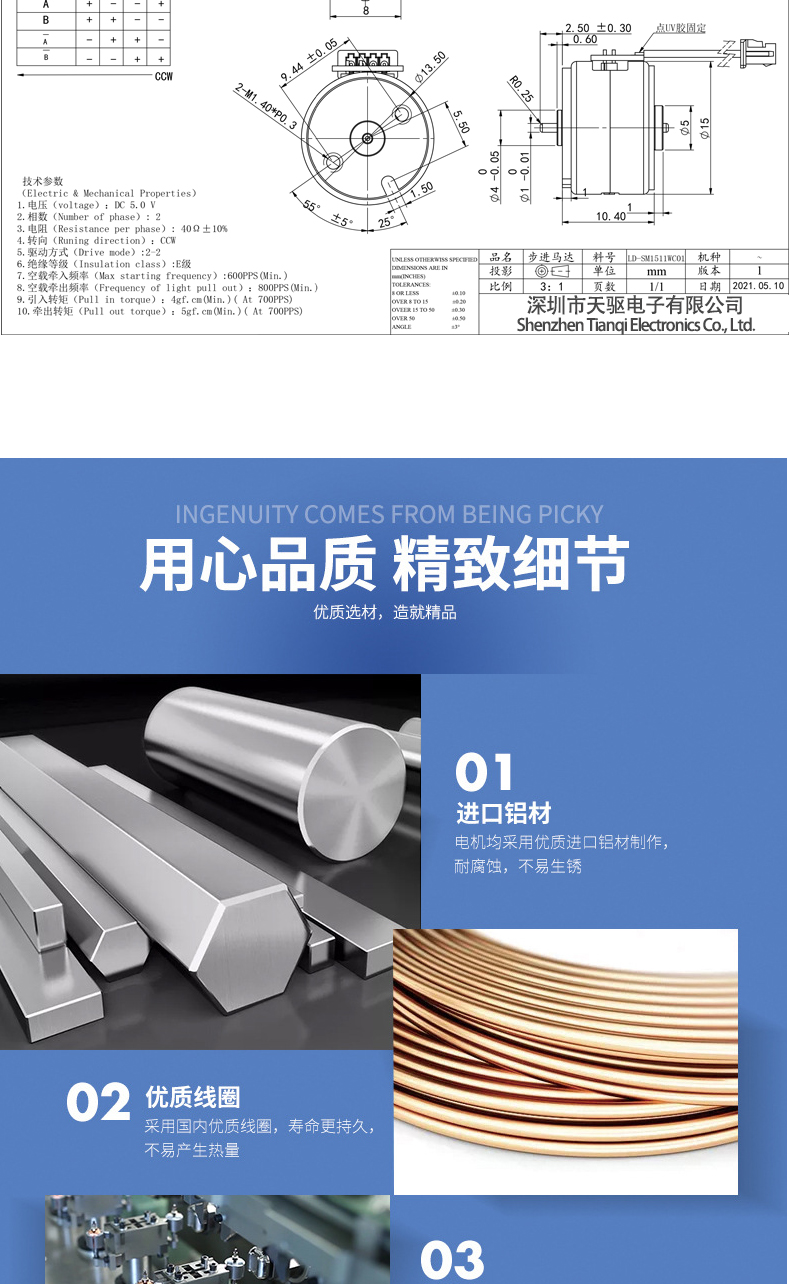 A + - - +
B + + - -
A - + + -
B - - + +
CCW
8
9.44 ±0.05
Ø13.50
2-M1.40*P0.3
5.50
1.50
55° ±5°
25°
2.50 ±0.30
0.60
点UV胶固定
R0.25
0
Ø4 -0.05
0
Ø1 -0.01
Ø5
Ø15
1
1
10.40
技术参数
(Electric & Mechanical Properties)
1.电压(voltage): DC 5.0 V
2.相数(Number of phase): 2
3.电阻(Resistance per phase): 40Ω±10%
4.转向(Runing direction): CCW
5.驱动方式(Drive mode):2-2
6.绝缘等级(Insulation class):E级
7.空载牵入频率(Max starting frequency):600PPS(Min.)
8.空载牵出频率(Frequency of light pull out): 800PPS(Min.)
9.引入转矩(Pull in torque): 4gf.cm(Min.)( At 700PPS)
10.牵出转矩(Pull out torque): 5gf.cm(Min.)( At 700PPS)
UNLESS OTHERWISS SPECIFIED
DIMENSIONS ARE IN
mm(INCHES)
TOLERANCES:
8 OR LESS ±0.10
OVER 8 TO 15 ±0.20
OVEER 15 TO 50 ±0.30
OVER 50 ±0.50
ANGLE ±3°
品名 步进马达 料号 LD-SM1511WC01 机种 ~
投影 单位 mm 版本 1
比例 3: 1 页数 1/1 日期 2021.05.10
深圳市天驱电子有限公司
Shenzhen Tianqi Electronics Co., Ltd.
INGENUITY COMES FROM BEING PICKY
用心品质 精致细节
优质选材，造就精品
01
进口铝材
电机均采用优质进口铝材制作，
耐腐蚀，不易生锈
02 优质线圈
采用国内优质线圈，寿命更持久，
不易产生热量
03